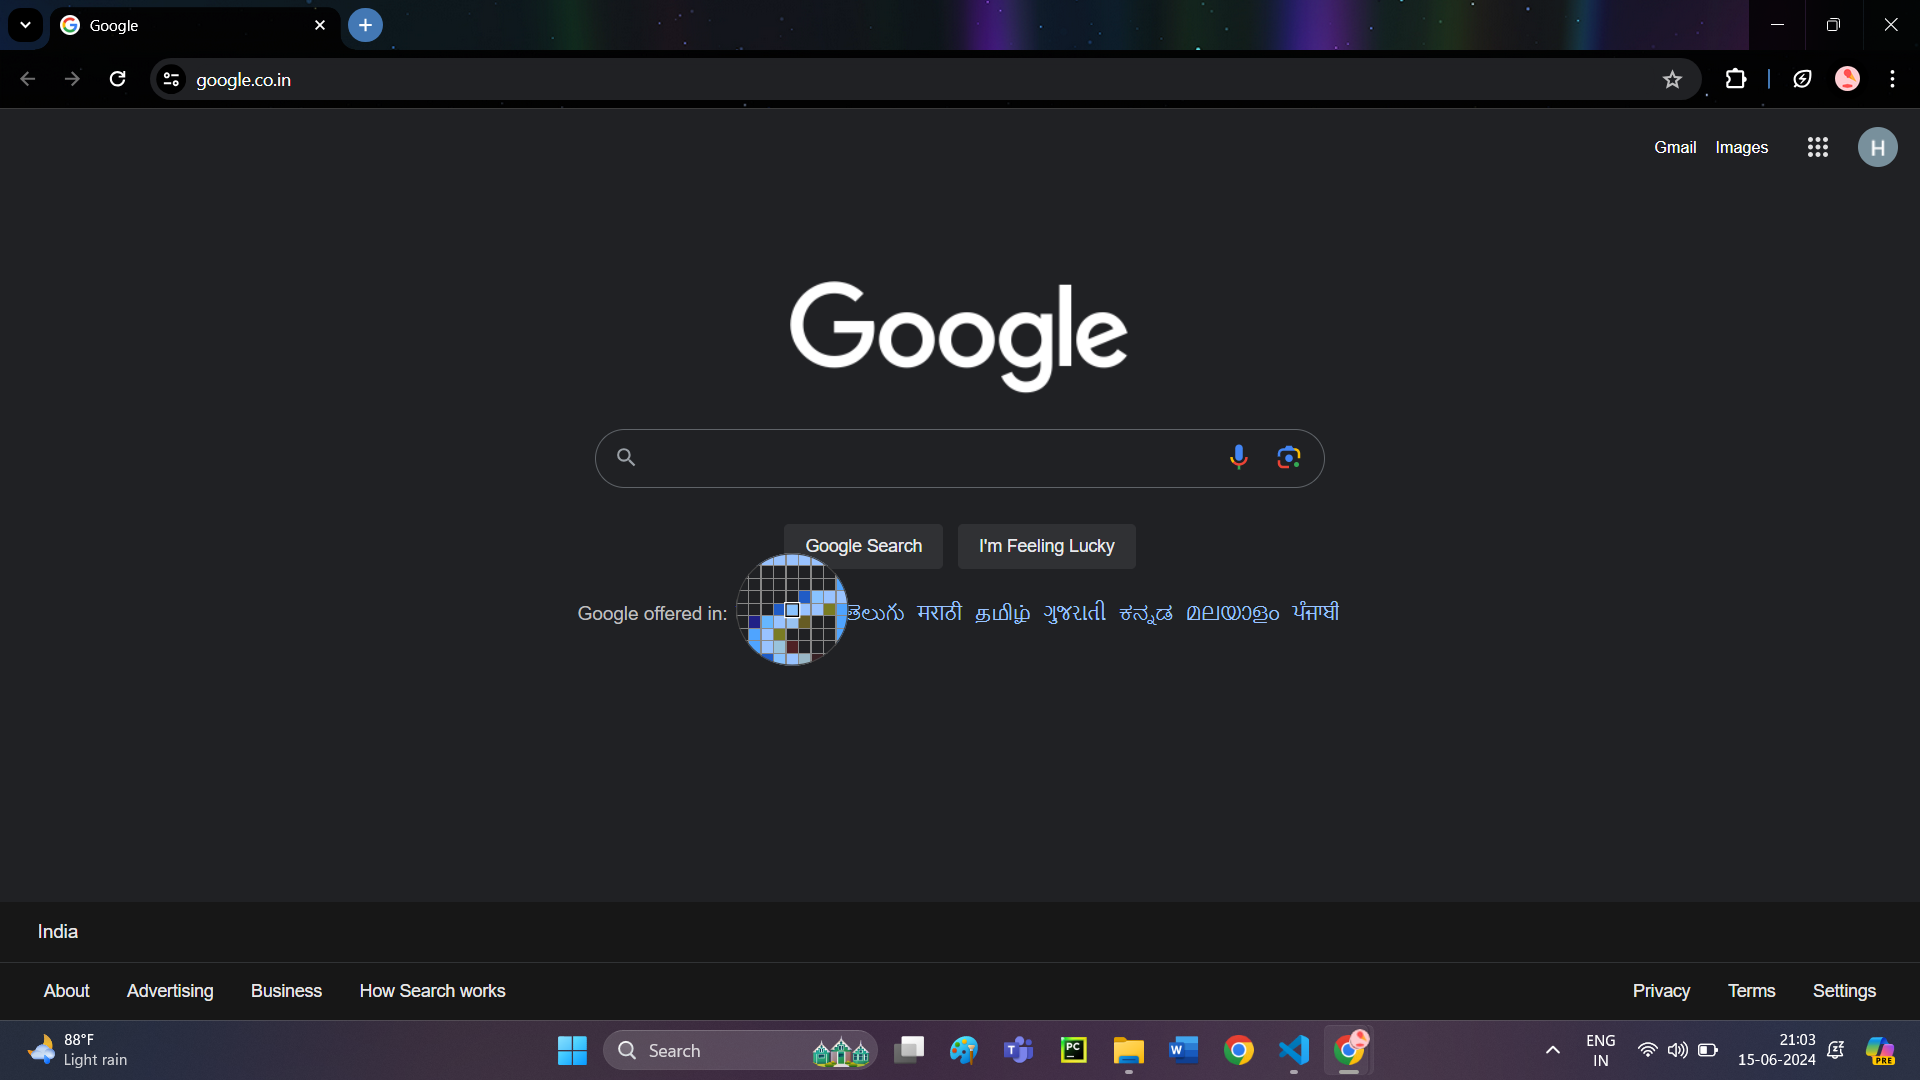 Google
google.co.in
Gmail Images
H
Google
Google Search I'm Feeling Lucky
Google offered in: తెలుగు मराठी தமிழ் ગુજરાતી ಕನ್ನಡ മലയാളം ਪੰਜਾਬੀ
India
About Advertising Business How Search works
Privacy Terms Settings
88°F
Light rain
Search
ENG
IN
21:03
15-06-2024
PRE